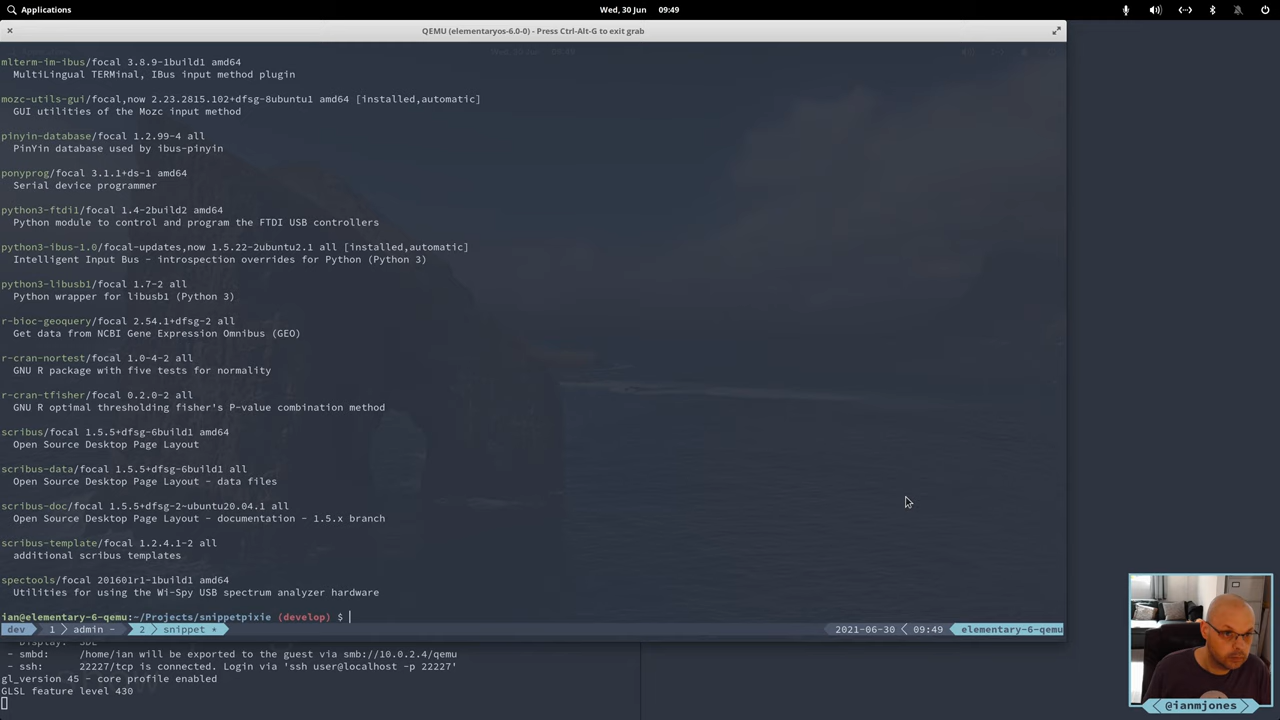 Applications
Wed, 30 Jun 09:49
QEMU (elementaryos-6.0-0) - Press Ctrl-Alt-G to exit grab
mlterm-im-ibus/focal 3.8.9-1build1 amd64
MultiLingual TERMinal, IBus input method plugin
mozc-utils-gui/focal,now 2.23.2815.102+dfsg-8ubuntu1 amd64 [installed,automatic]
GUI utilities of the Mozc input method
pinyin-database/focal 1.2.99-4 all
PinYin database used by ibus-pinyin
ponyprog/focal 3.1.1+ds-1 amd64
Serial device programmer
python3-ftdi1/focal 1.4-2build2 amd64
Python module to control and program the FTDI USB controllers
python3-ibus-1.0/focal-updates,now 1.5.22-2ubuntu2.1 all [installed,automatic]
Intelligent Input Bus - introspection overrides for Python (Python 3)
python3-libusb1/focal 1.7-2 all
Python wrapper for libusb1 (Python 3)
r-bioc-geoquery/focal 2.54.1+dfsg-2 all
Get data from NCBI Gene Expression Omnibus (GEO)
r-cran-nortest/focal 1.0-4-2 all
GNU R package with five tests for normality
r-cran-tfisher/focal 0.2.0-2 all
GNU R optimal thresholding fisher's P-value combination method
scribus/focal 1.5.5+dfsg-6build1 amd64
Open Source Desktop Page Layout
scribus-data/focal 1.5.5+dfsg-6build1 all
Open Source Desktop Page Layout - data files
scribus-doc/focal 1.5.5+dfsg-2~ubuntu20.04.1 all
Open Source Desktop Page Layout - documentation - 1.5.x branch
scribus-template/focal 1.2.4.1-2 all
additional scribus templates
spectools/focal 201601r1-1build1 amd64
Utilities for using the Wi-Spy USB spectrum analyzer hardware
ian@elementary-6-qemu:~/Projects/snippetpixie (develop) $
dev 1 admin - 2 snippet * 2021-06-30 09:49 elementary-6-qemu
- smbd: /home/ian will be exported to the guest via smb://10.0.2.4/qemu
- ssh: 22227/tcp is connected. Login via 'ssh user@localhost -p 22227'
gl_version 45 - core profile enabled
GLSL feature level 430
@ianmjones